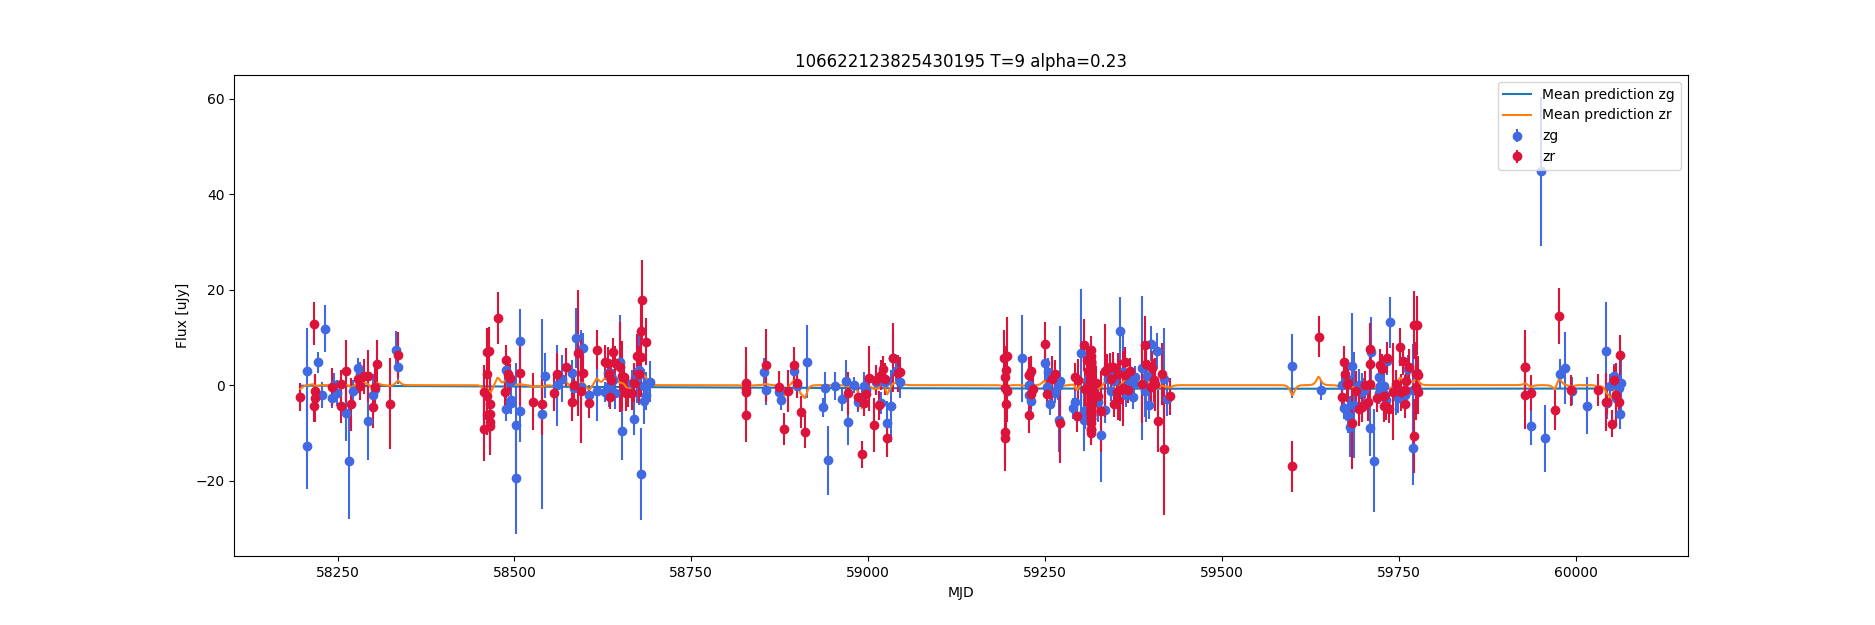 106622123825430195 T=9 alpha=0.23
Flux [uJy]
60
40
20
0
−20
58250 58500 58750 59000 59250 59500 59750 60000
MJD
Mean prediction zg
Mean prediction zr
zg
zr